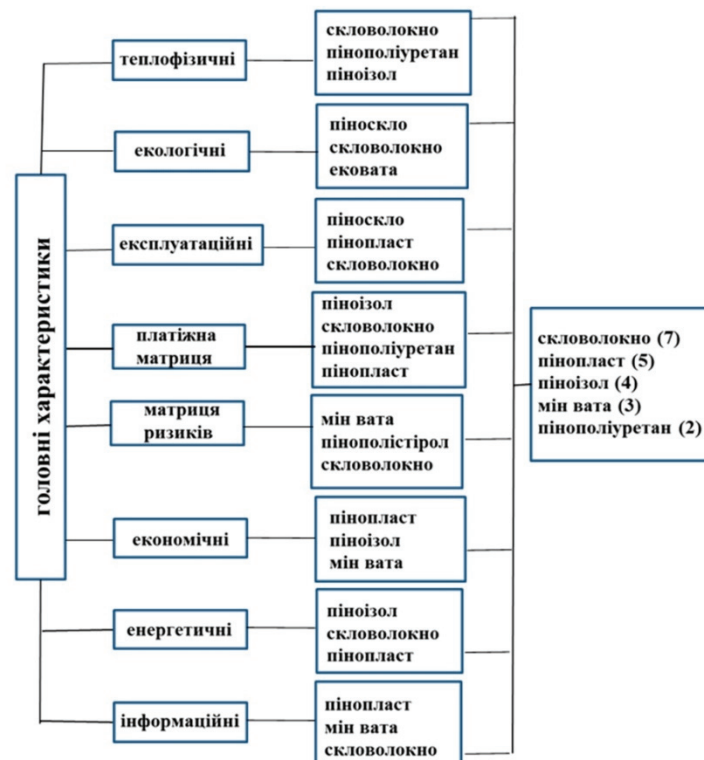 головні характеристики
теплофізичні
скловолокно
пінополіуретан
піноізол
екологічні
піноскло
скловолокно
ековата
експлуатаційні
піноскло
пінопласт
скловолокно
платіжна
матриця
піноізол
скловолокно
пінополіуретан
пінопласт
матриця
ризиків
мін вата
пінополістірол
скловолокно
економічні
пінопласт
піноізол
мін вата
енергетичні
піноізол
скловолокно
пінопласт
інформаційні
пінопласт
мін вата
скловолокно
скловолокно (7)
пінопласт (5)
піноізол (4)
мін вата (3)
пінополіуретан (2)